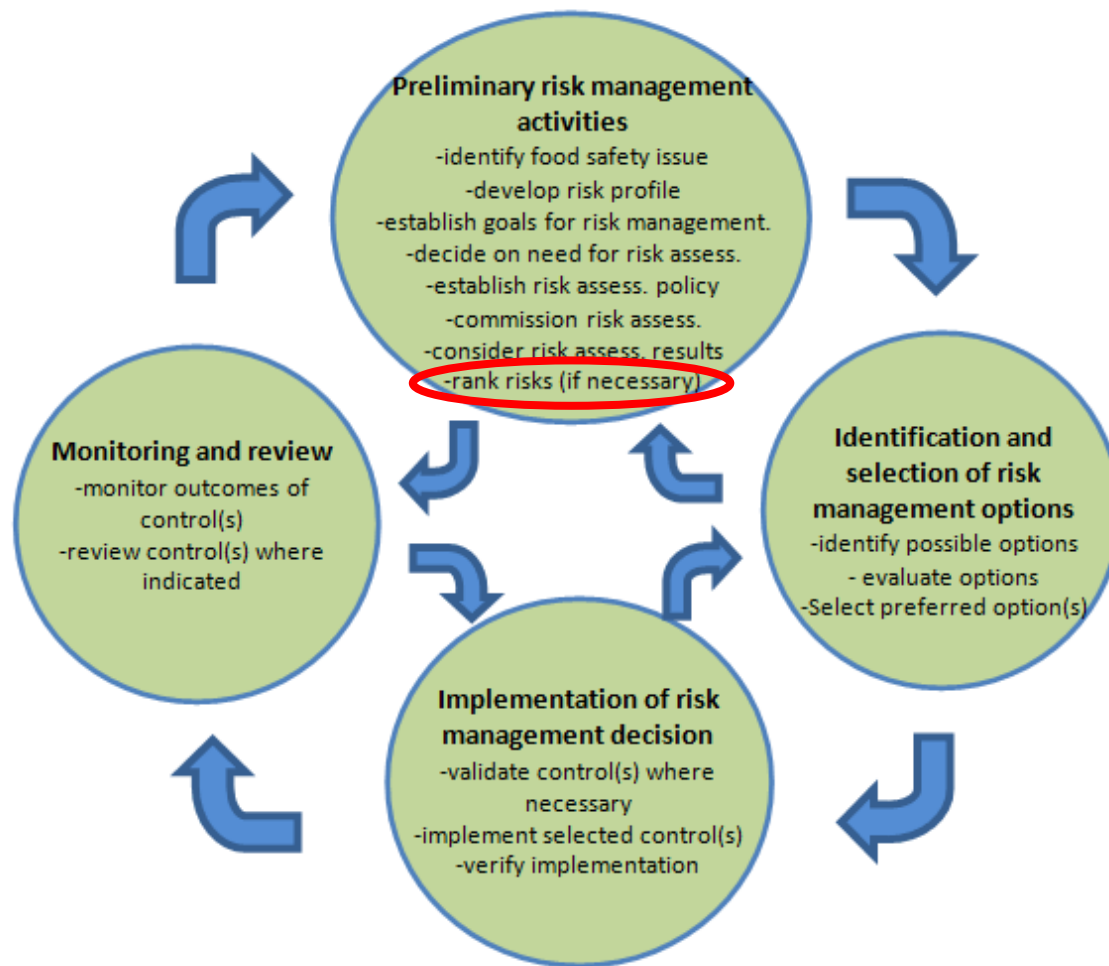 Preliminary risk management
activities
-identify food safety issue
-develop risk profile
-establish goals for risk management.
-decide on need for risk assess.
-establish risk assess. policy
-commission risk assess.
-consider risk assess. results
-rank risks (if necessary)
Monitoring and review
-monitor outcomes of
control(s)
-review control(s) where
indicated
Identification and
selection of risk
management options
-identify possible options
- evaluate options
-Select preferred option(s)
Implementation of risk
management decision
-validate control(s) where
necessary
-implement selected control(s)
-verify implementation